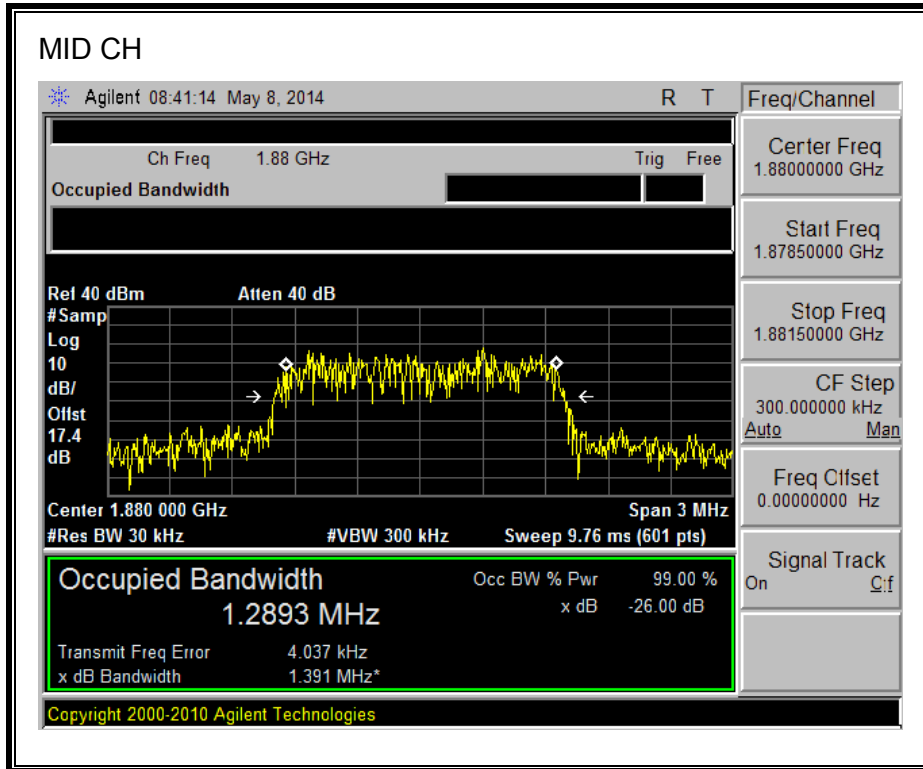 MID CH
Agilent 08:41:14 May 8, 2014 R T
Freq/Channel
Ch Freq 1.88 GHz Trig Free
Occupied Bandwidth
Center Freq
1.88000000 GHz
Start Freq
1.87850000 GHz
Stop Freq
1.88150000 GHz
CF Step
300.000000 kHz
Auto Man
Freq Offset
0.00000000 Hz
Signal Track
On Off
Ref 40 dBm Atten 40 dB
#Samp
Log
10
dB/
Offst
17.4
dB
Center 1.880 000 GHz Span 3 MHz
#Res BW 30 kHz #VBW 300 kHz Sweep 9.76 ms (601 pts)
Occupied Bandwidth Occ BW % Pwr 99.00 %
1.2893 MHz x dB -26.00 dB
Transmit Freq Error 4.037 kHz
x dB Bandwidth 1.391 MHz*
Copyright 2000-2010 Agilent Technologies